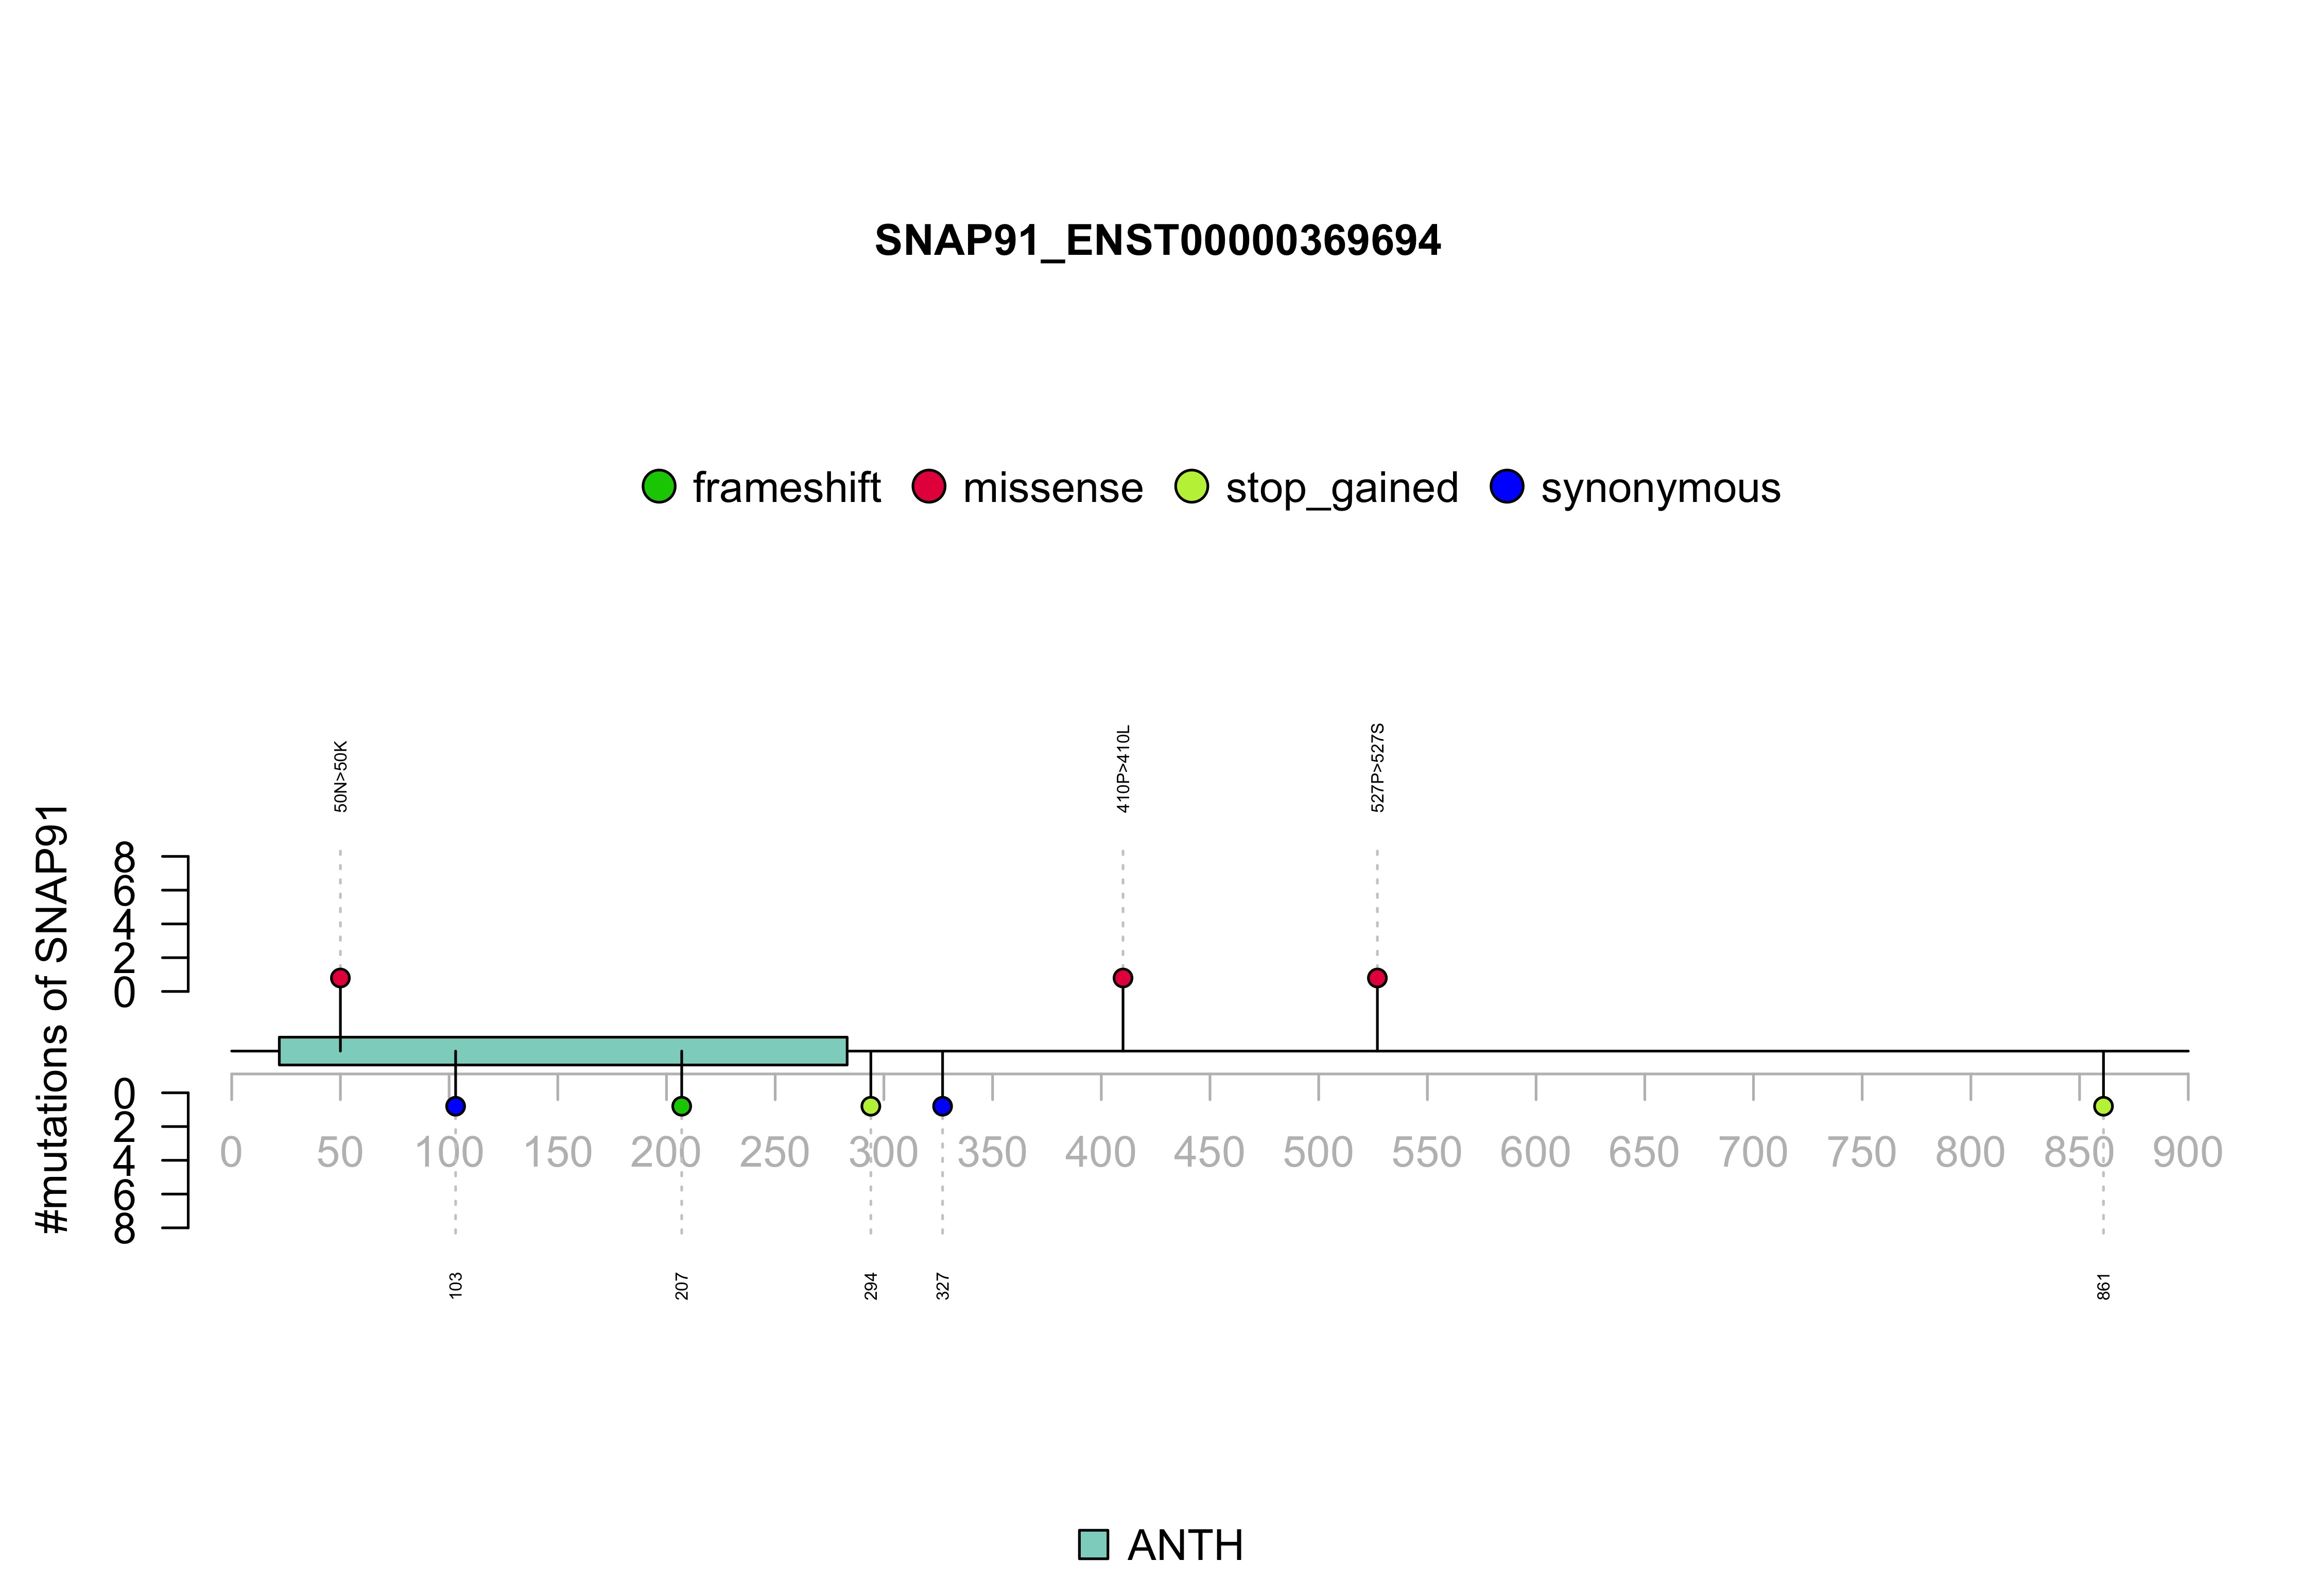 SNAP91_ENST00000369694
frameshift missense stop_gained synonymous
50N>50K 410P>410L 527P>527S
#mutations of SNAP91
8
6
4
2
0
0
2
4
6
8
0 50 100 150 200 250 300 350 400 450 500 550 600 650 700 750 800 850 900
103 207 294 327 861
ANTH